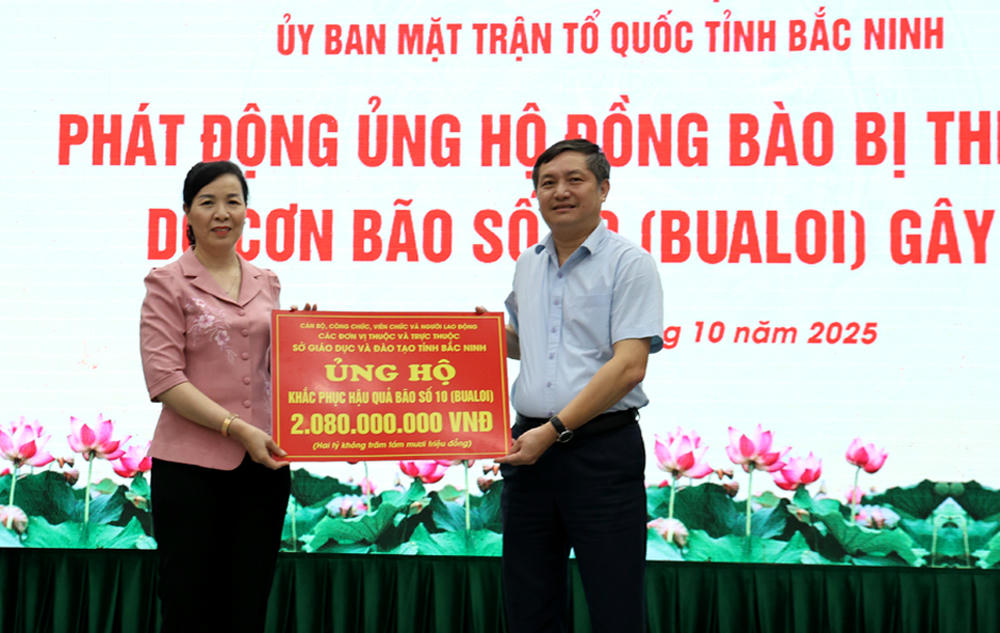 ỦY BAN MẶT TRẬN TỔ QUỐC TỈNH BẮC NINH
PHÁT ĐỘNG ỦNG HỘ ĐỒNG BÀO BỊ
CƠN BÃO SỐ (BUALOI) GÂY
10 năm 2025
CÁN BỘ, CÔNG CHỨC, VIÊN CHỨC VÀ NGƯỜI LAO ĐỘNG
CÁC ĐƠN VỊ THUỘC VÀ TRỰC THUỘC
SỞ GIÁO DỤC VÀ ĐÀO TẠO TỈNH BẮC NINH
ỦNG HỘ
KHẮC PHỤC HẬU QUẢ BÃO SỐ 10 (BUALOI)
2.080.000.000 VNĐ
(Hai tỷ không trăm tám mươi triệu đồng)